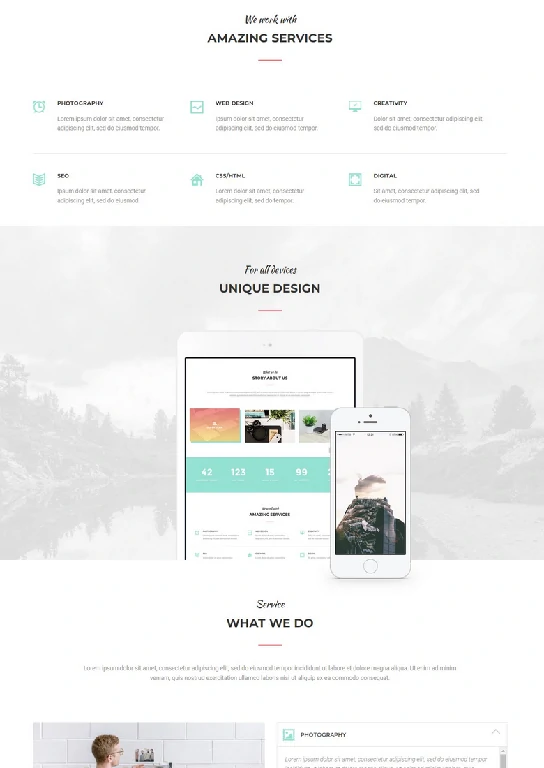 We work with
AMAZING SERVICES
PHOTOGRAPHY
Lorem ipsum dolor sit amet, consectetur
adipiscing elit, sed do eiusmod tempor.
WEB DESIGN
Ipsum dolor sit amet, consectetur
adipiscing elit, sed do eiusmod tempor.
CREATIVITY
Dolor sit amet, consectetur adipiscing elit,
sed do eiusmod tempor.
SEO
Ipsum dolor sit amet, consectetur
adipiscing elit, sed do eiusmod
CSS/HTML
Lorem ipsum dolor sit amet, consectetur
adipiscing elit, sed do tempor.
DIGITAL
Sit amet, consectetur adipiscing elit, sed
do eiusmod tempor.
For all devices
UNIQUE DESIGN
STORY ABOUT US
42 123 15 99
AMAZING SERVICES
Service
WHAT WE DO
Lorem ipsum dolor sit amet, consectetur adipiscing elit, sed do eiusmod tempor incididunt ut labore et dolore magna aliqua. Ut enim ad minim
veniam, quis nostrud exercitation ullamco laboris nisi ut aliquip ex ea commodo consequat.
PHOTOGRAPHY
Lorem ipsum dolor sit amet, consectetur adipiscing elit, sed do eiusmod